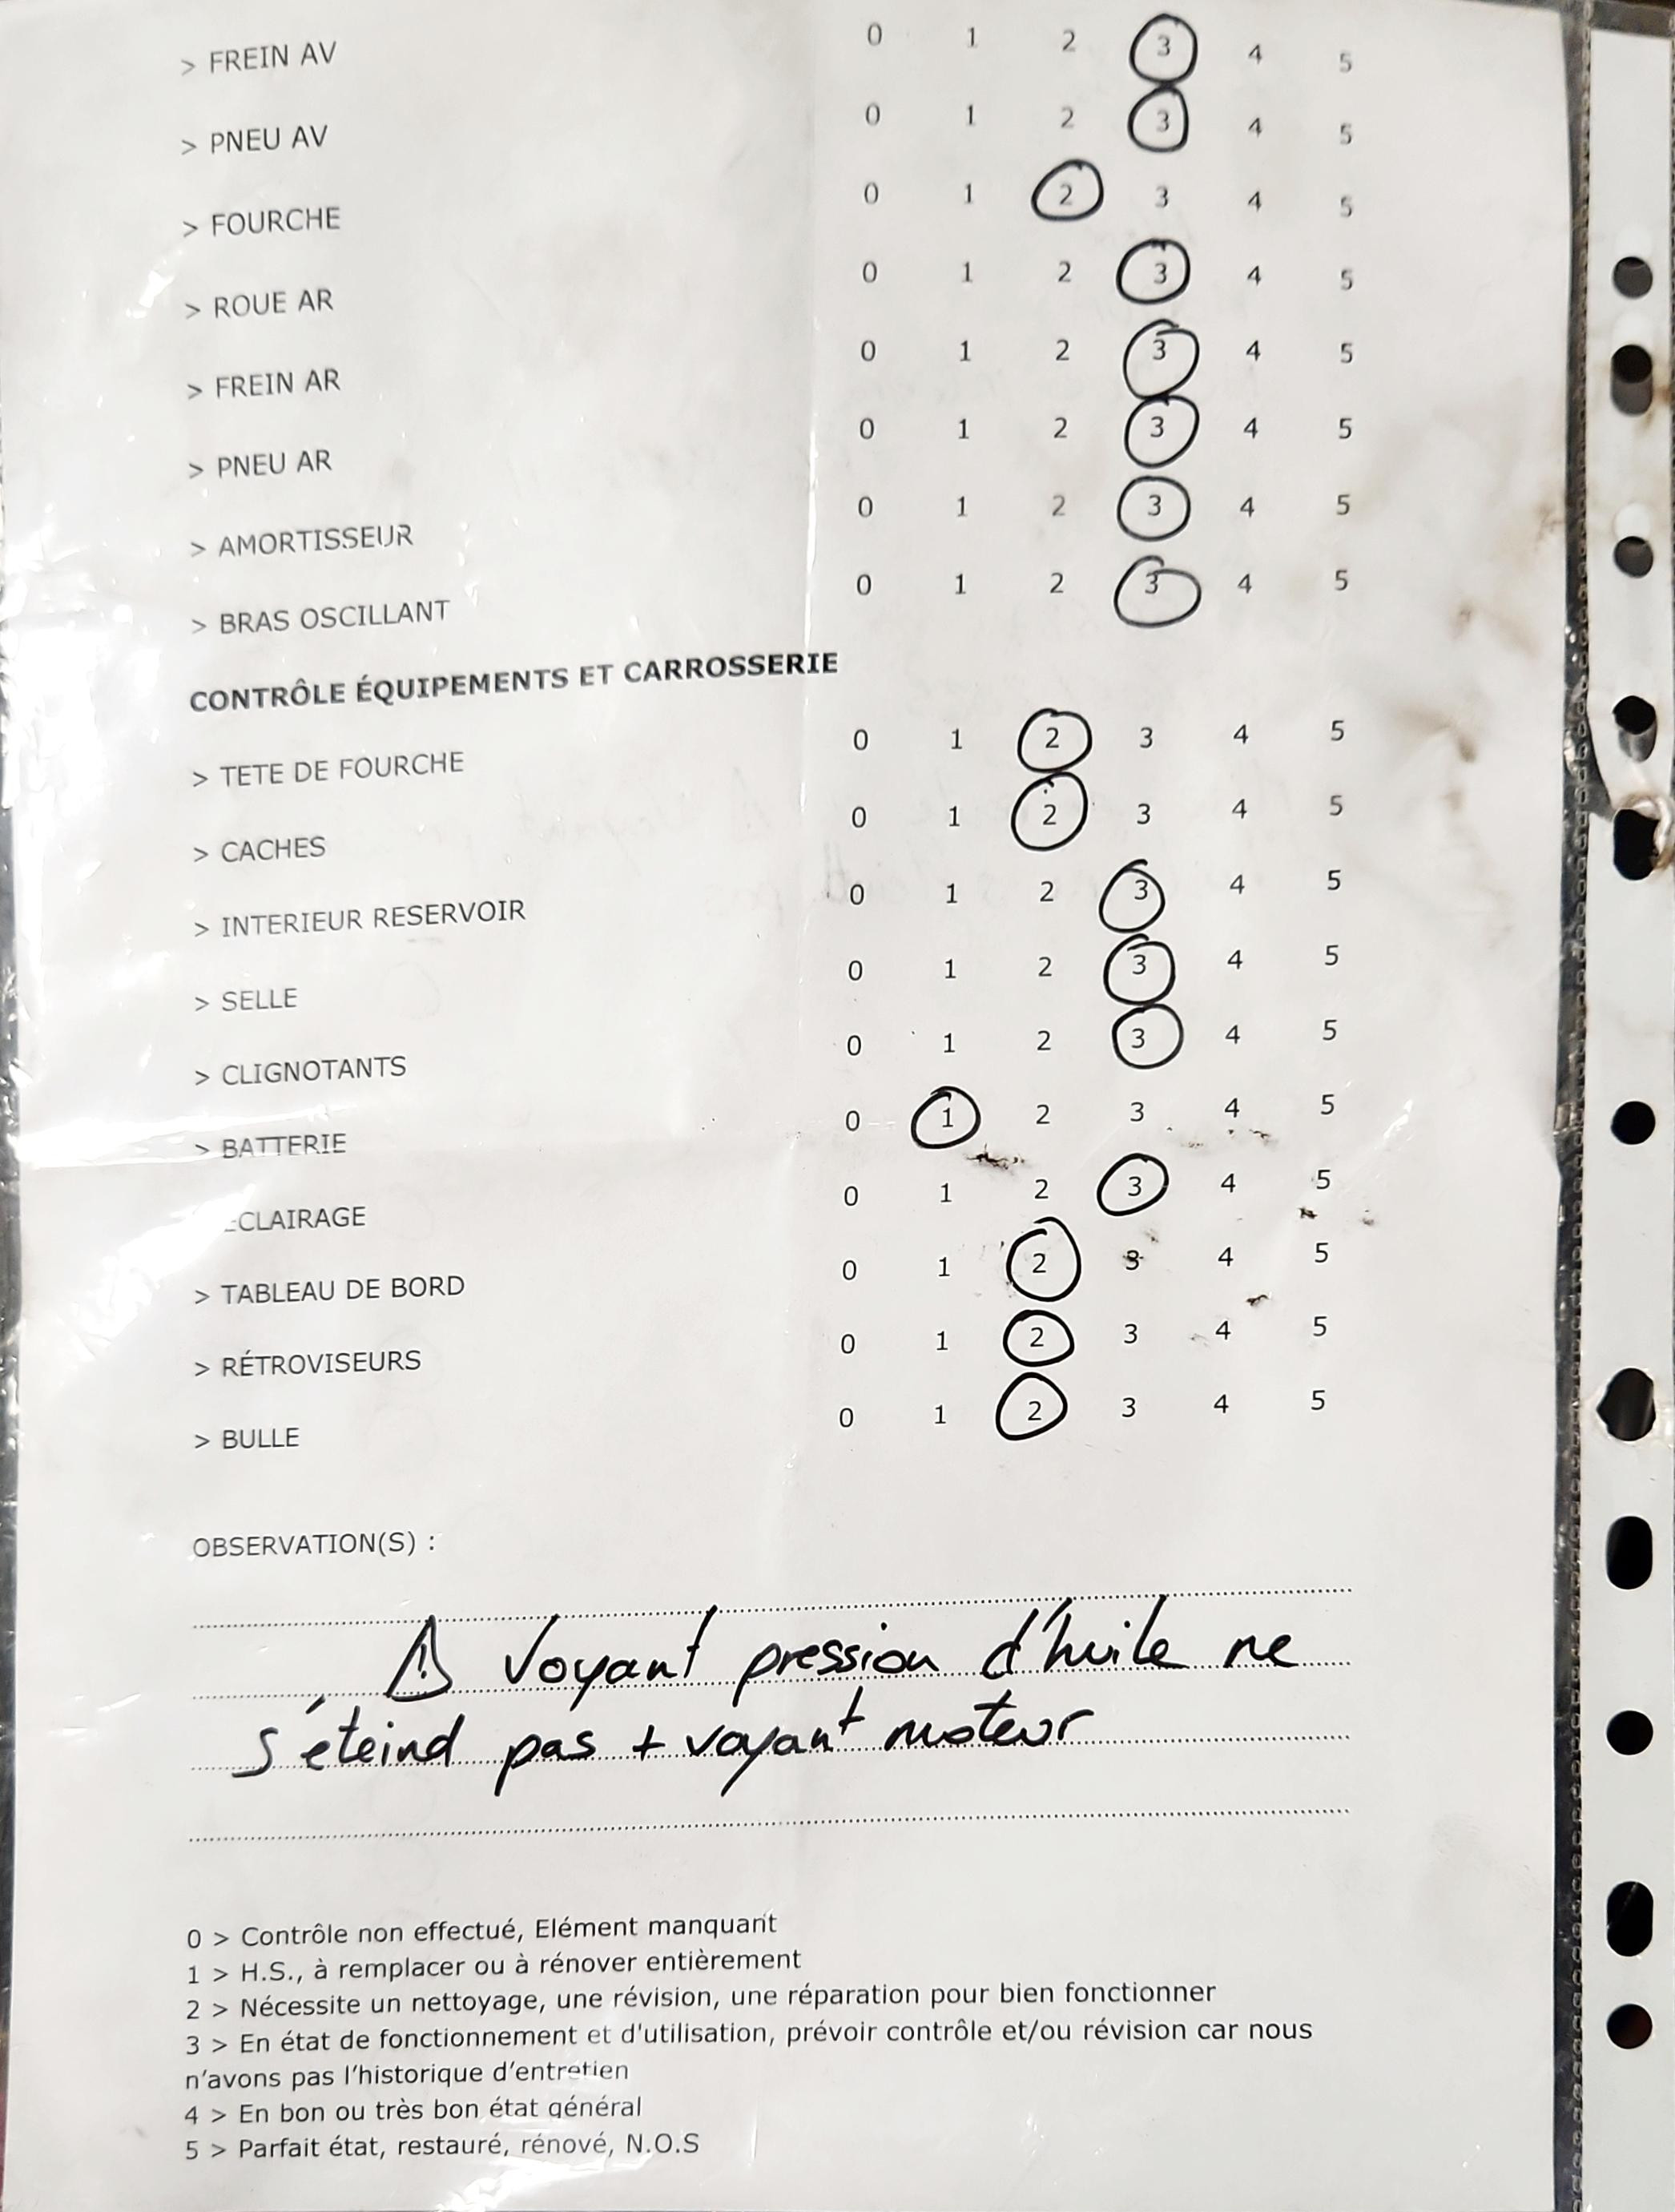 > FREIN AV 0 1 2 3 4 5
> PNEU AV 0 1 2 3 4 5
> FOURCHE 0 1 2 3 4 5
> ROUE AR 0 1 2 3 4 5
> FREIN AR 0 1 2 3 4 5
> PNEU AR 0 1 2 3 4 5
> AMORTISSEUR 0 1 2 3 4 5
> BRAS OSCILLANT 0 1 2 3 4 5
CONTRÔLE ÉQUIPEMENTS ET CARROSSERIE
> TETE DE FOURCHE 0 1 2 3 4 5
> CACHES 0 1 2 3 4 5
> INTERIEUR RESERVOIR 0 1 2 3 4 5
> SELLE 0 1 2 3 4 5
> CLIGNOTANTS 0 1 2 3 4 5
> BATTERIE 0 1 2 3 4 5
ECLAIRAGE 0 1 2 3 4 5
> TABLEAU DE BORD 0 1 2 3 4 5
> RÉTROVISEURS 0 1 2 3 4 5
> BULLE 0 1 2 3 4 5
OBSERVATION(S) :
⚠ Voyant pression d'huile ne
s'éteind pas + voyant moteur
0 > Contrôle non effectué, Elément manquant
1 > H.S., à remplacer ou à rénover entièrement
2 > Nécessite un nettoyage, une révision, une réparation pour bien fonctionner
3 > En état de fonctionnement et d'utilisation, prévoir contrôle et/ou révision car nous
n'avons pas l'historique d'entretien
4 > En bon ou très bon état général
5 > Parfait état, restauré, rénové, N.O.S